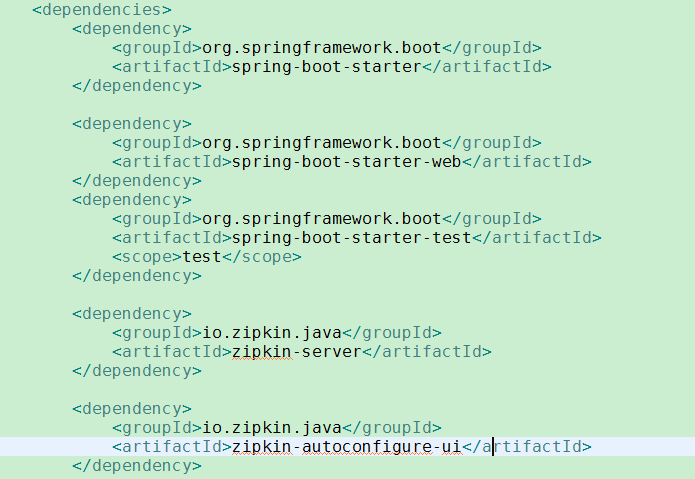 <dependencies>
<dependency>
<groupId>org.springframework.boot</groupId>
<artifactId>spring-boot-starter</artifactId>
</dependency>
<dependency>
<groupId>org.springframework.boot</groupId>
<artifactId>spring-boot-starter-web</artifactId>
</dependency>
<dependency>
<groupId>org.springframework.boot</groupId>
<artifactId>spring-boot-starter-test</artifactId>
<scope>test</scope>
</dependency>
<dependency>
<groupId>io.zipkin.java</groupId>
<artifactId>zipkin-server</artifactId>
</dependency>
<dependency>
<groupId>io.zipkin.java</groupId>
<artifactId>zipkin-autoconfigure-ui</artifactId>
</dependency>